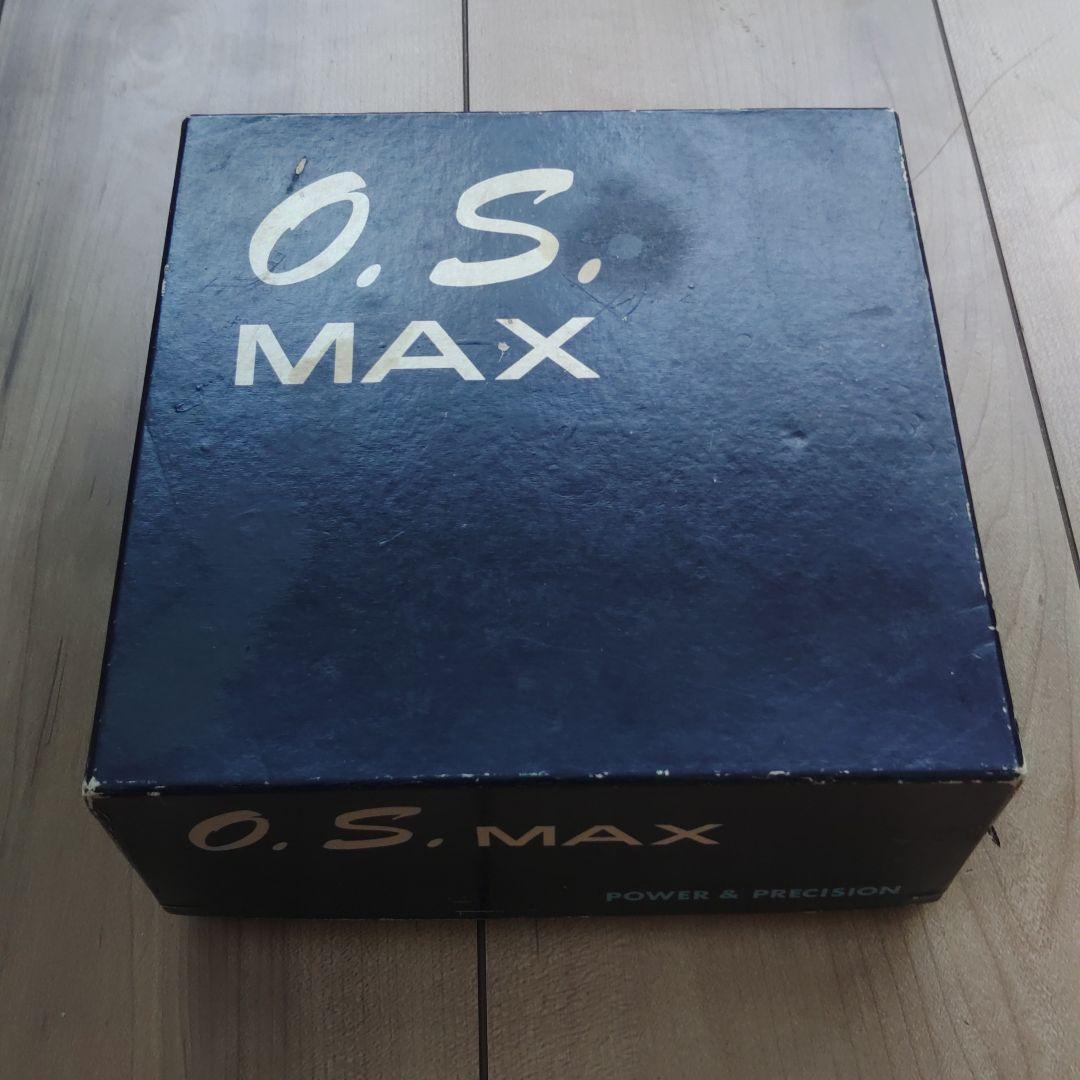 O. S.
MAX
O. S. MAX
POWER & PRECISION